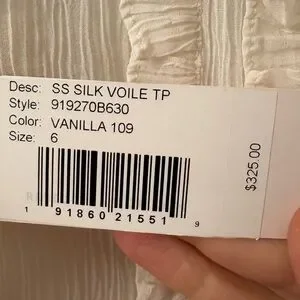 Desc: SS SILK VOILE TP
Style: 919270B630
Color: VANILLA 109
Size: 6
$325.00
R
1 91860 21551 9